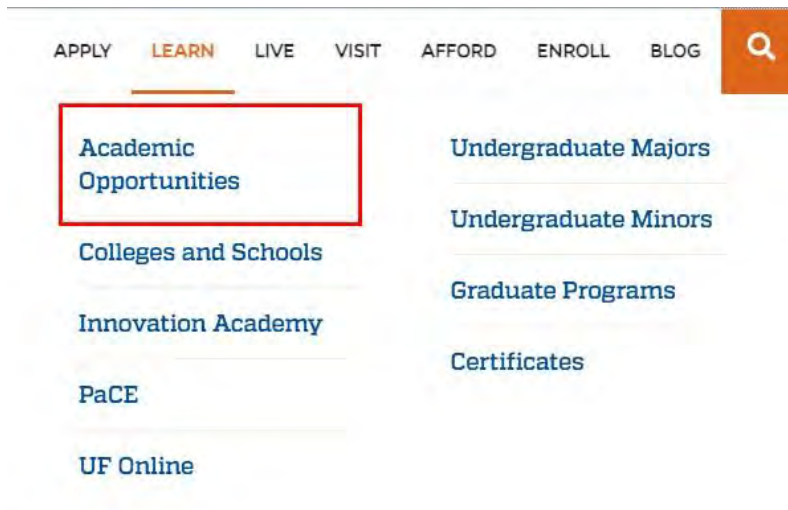 APPLY LEARN LIVE VISIT AFFORD ENROLL BLOG
Academic
Opportunities
Colleges and Schools
Innovation Academy
PaCE
UF Online
Undergraduate Majors
Undergraduate Minors
Graduate Programs
Certificates